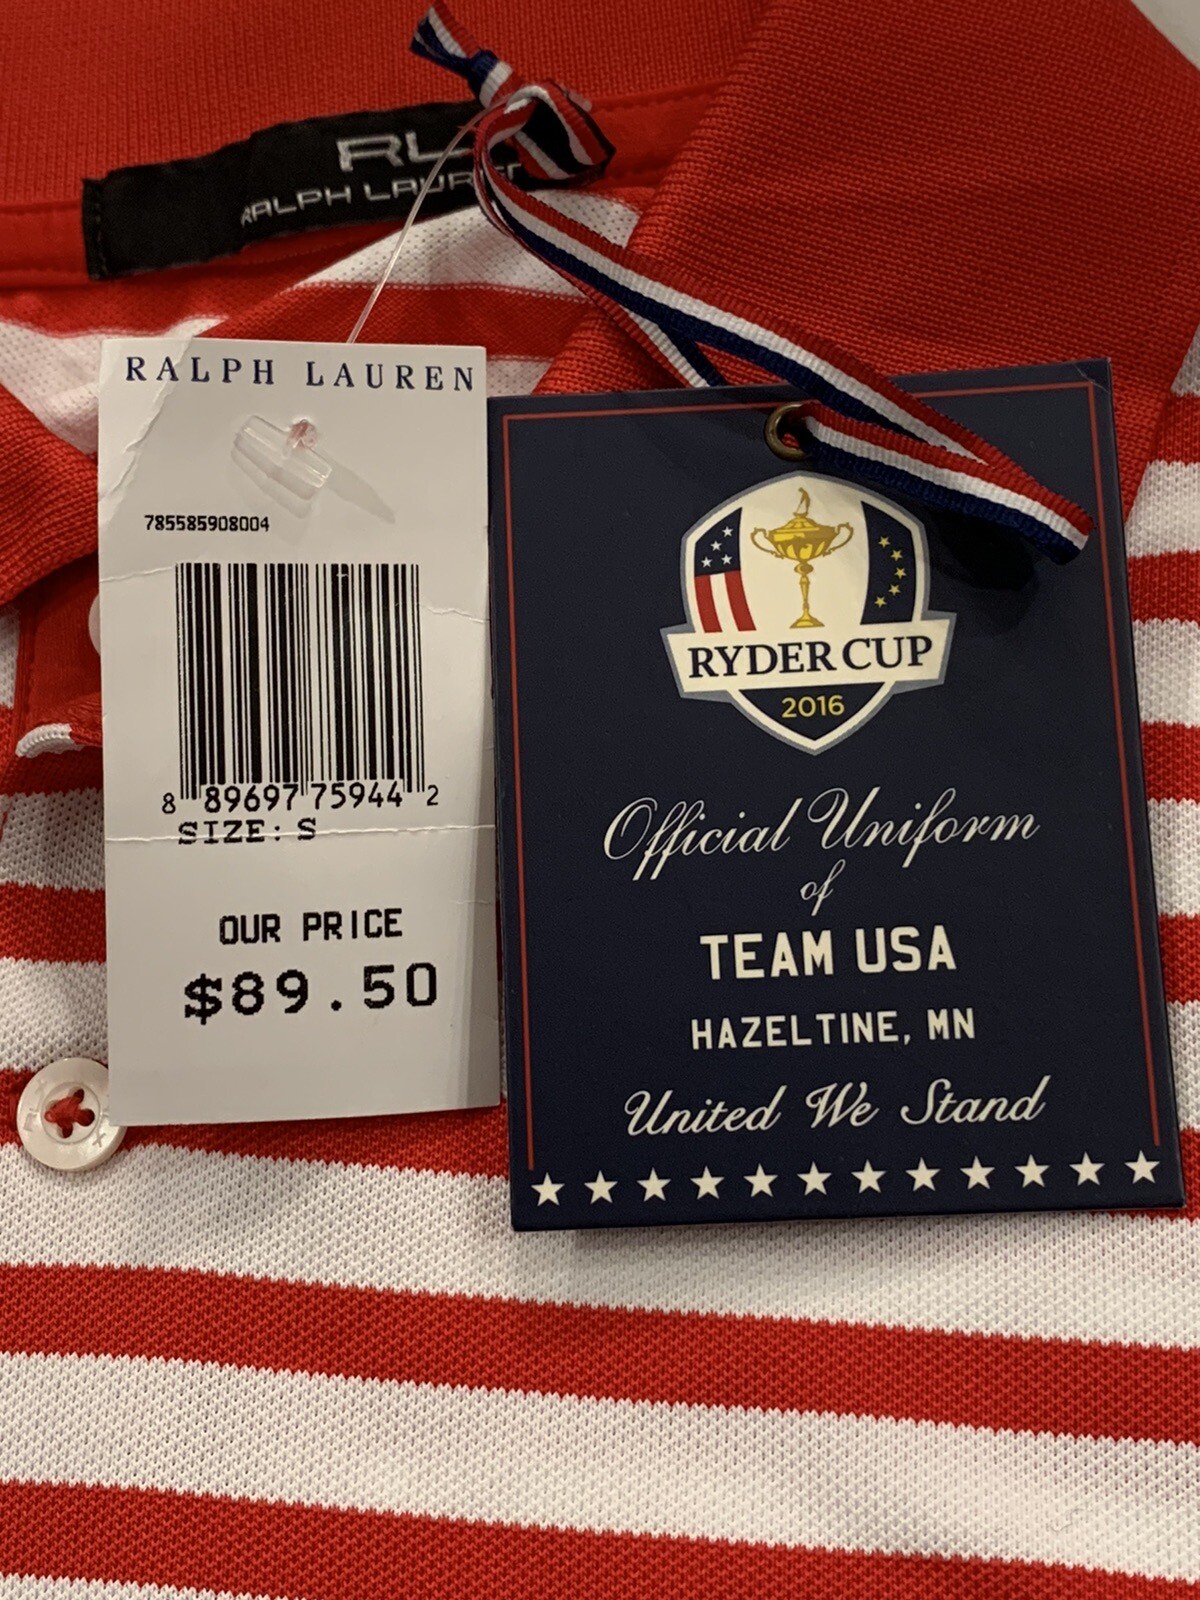 RL
RALPH LAUREN
RALPH LAUREN
785585908004
8 89697 75944 2
SIZE: S
OUR PRICE
$89.50
RYDER CUP
2016
Official Uniform
of
TEAM USA
HAZELTINE, MN
United We Stand